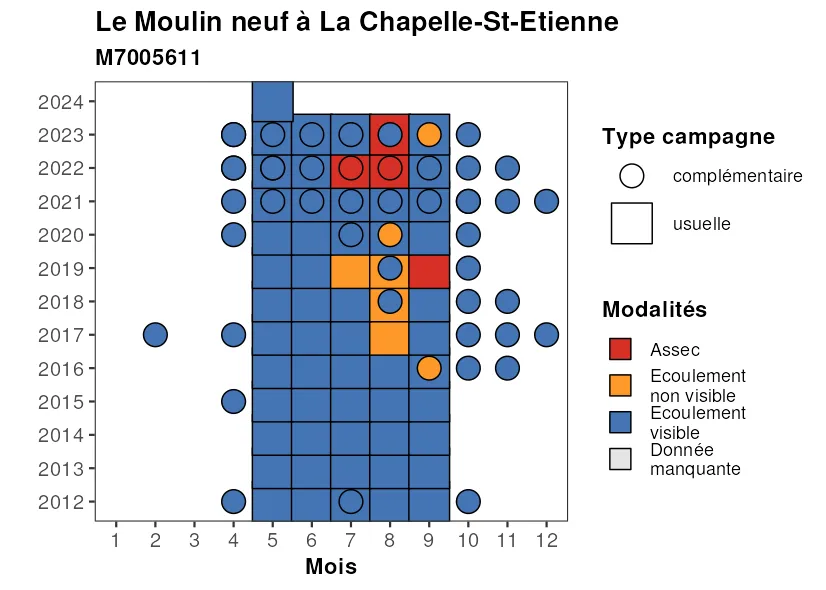 Le Moulin neuf à La Chapelle-St-Etienne
M7005611
2024
2023
2022
2021
2020
2019
2018
2017
2016
2015
2014
2013
2012
1 2 3 4 5 6 7 8 9 10 11 12
Mois
Type campagne
complémentaire
usuelle
Modalités
Assec
Ecoulement
non visible
Ecoulement
visible
Donnée
manquante